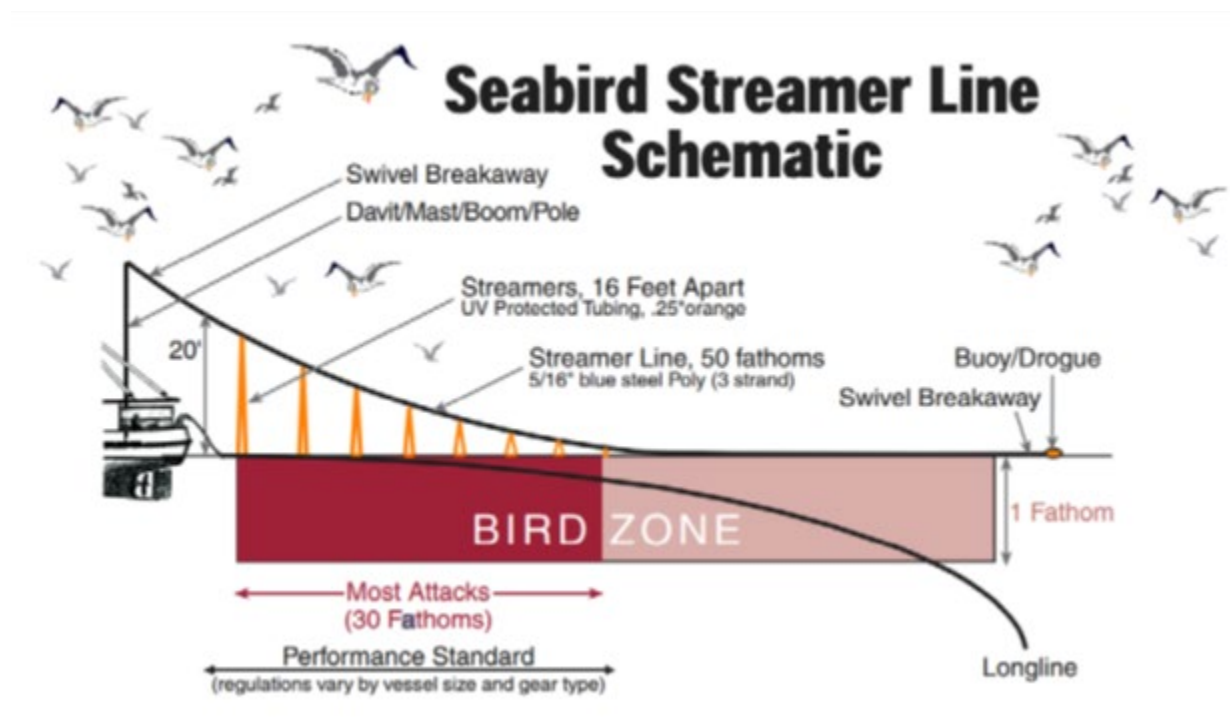 Seabird Streamer Line
Schematic
Swivel Breakaway
Davit/Mast/Boom/Pole
Streamers, 16 Feet Apart
UV Protected Tubing, .25"orange
20'
Streamer Line, 50 fathoms
5/16" blue steel Poly (3 strand)
Buoy/Drogue
Swivel Breakaway
BIRD ZONE
1 Fathom
Most Attacks
(30 Fathoms)
Performance Standard
(regulations vary by vessel size and gear type)
Longline